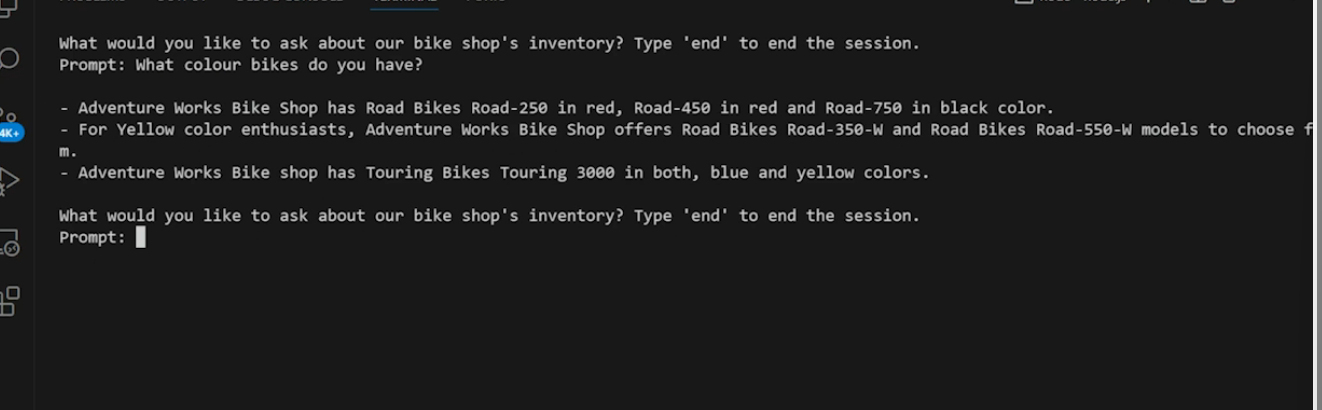 What would you like to ask about our bike shop's inventory? Type 'end' to end the session.
Prompt: What colour bikes do you have?
- Adventure Works Bike Shop has Road Bikes Road-250 in red, Road-450 in red and Road-750 in black color.
- For Yellow color enthusiasts, Adventure Works Bike Shop offers Road Bikes Road-350-W and Road Bikes Road-550-W models to choose f
m.
- Adventure Works Bike shop has Touring Bikes Touring 3000 in both, blue and yellow colors.
What would you like to ask about our bike shop's inventory? Type 'end' to end the session.
Prompt:
4K+